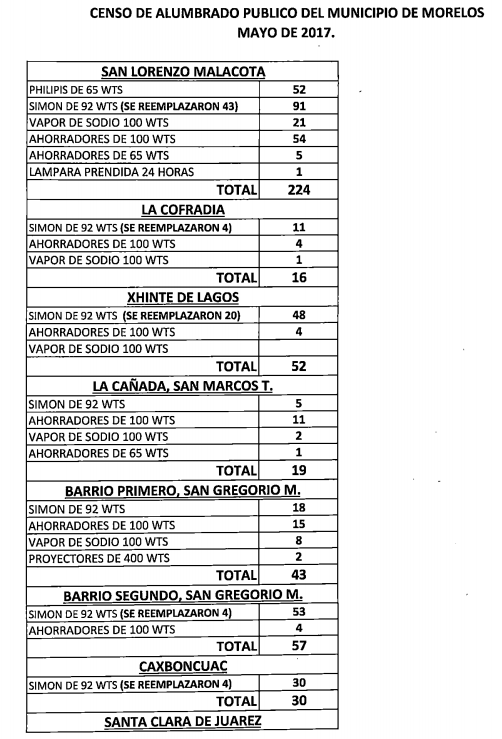 CENSO DE ALUMBRADO PUBLICO DEL MUNICIPIO DE MORELOS
MAYO DE 2017.
SAN LORENZO MALACOTA
PHILIPIS DE 65 WTS 52
SIMON DE 92 WTS (SE REEMPLAZARON 43) 91
VAPOR DE SODIO 100 WTS 21
AHORRADORES DE 100 WTS 54
AHORRADORES DE 65 WTS 5
LAMPARA PRENDIDA 24 HORAS 1
TOTAL 224
LA COFRADIA
SIMON DE 92 WTS (SE REEMPLAZARON 4) 11
AHORRADORES DE 100 WTS 4
VAPOR DE SODIO 100 WTS 1
TOTAL 16
XHINTE DE LAGOS
SIMON DE 92 WTS (SE REEMPLAZARON 20) 48
AHORRADORES DE 100 WTS 4
VAPOR DE SODIO 100 WTS
TOTAL 52
LA CAÑADA, SAN MARCOS T.
SIMON DE 92 WTS 5
AHORRADORES DE 100 WTS 11
VAPOR DE SODIO 100 WTS 2
AHORRADORES DE 65 WTS 1
TOTAL 19
BARRIO PRIMERO, SAN GREGORIO M.
SIMON DE 92 WTS 18
AHORRADORES DE 100 WTS 15
VAPOR DE SODIO 100 WTS 8
PROYECTORES DE 400 WTS 2
TOTAL 43
BARRIO SEGUNDO, SAN GREGORIO M.
SIMON DE 92 WTS (SE REEMPLAZARON 4) 53
AHORRADORES DE 100 WTS 4
TOTAL 57
CAXBONCUAC
SIMON DE 92 WTS (SE REEMPLAZARON 4) 30
TOTAL 30
SANTA CLARA DE JUAREZ